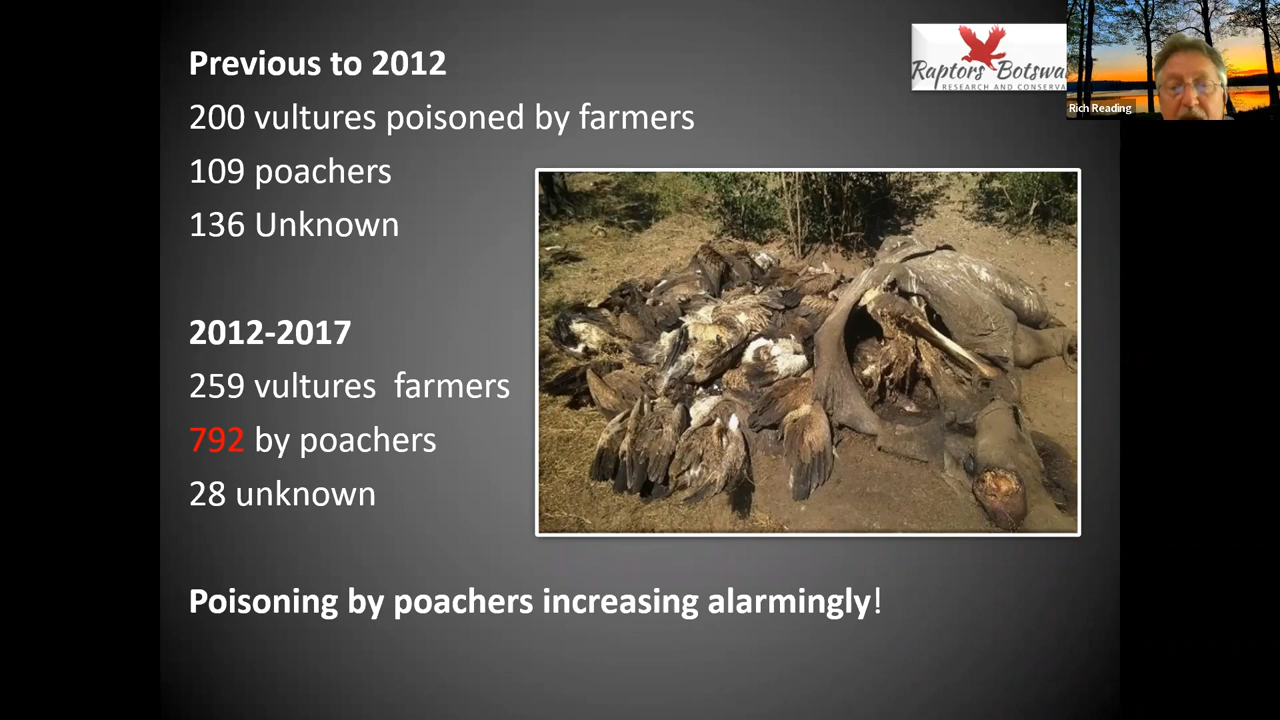 Previous to 2012
200 vultures poisoned by farmers
109 poachers
136 Unknown
2012-2017
259 vultures  farmers
792 by poachers
28 unknown
Poisoning by poachers increasing alarmingly!
Raptors Botswa
RESEARCH AND CONSERVA
Rich Reading